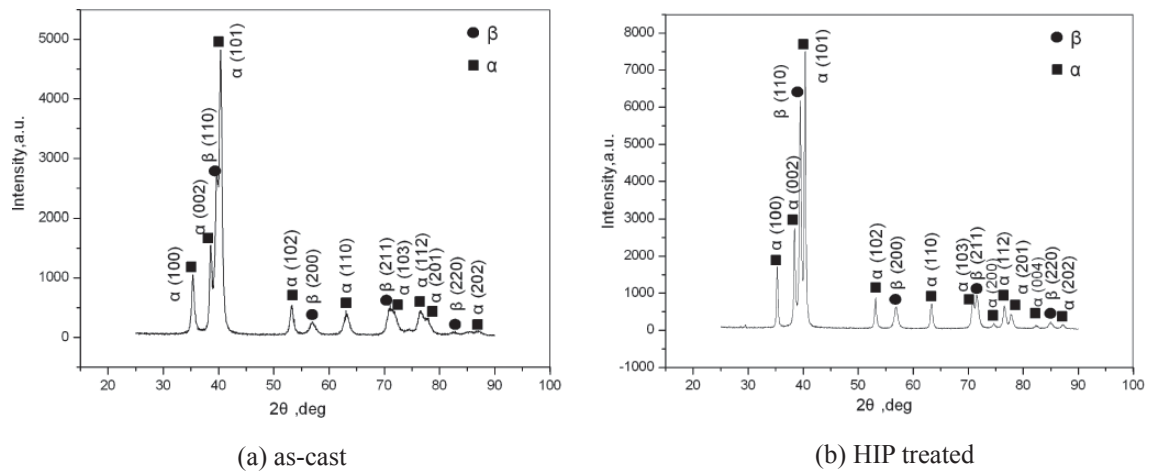 5000
4000
3000
2000
1000
0
Intensity,a.u.
20 30 40 50 60 70 80 90 100
2θ ,deg
β
α
α (100)
α (002)
β (110)
α (101)
α (102)
β (200)
α (110)
β (211)
α (103)
α (112)
α (201)
β (220)
α (202)
(a) as-cast
8000
7000
6000
5000
4000
3000
2000
1000
0
-1000
Intensity,a.u.
20 30 40 50 60 70 80 90 100
2θ ,deg
β
α
α (100)
α (002)
β (110)
α (101)
α (102)
β (200)
α (110)
α (103)
β (211)
α (200)
α (112)
α (201)
α (004)
β (220)
α (202)
(b) HIP treated